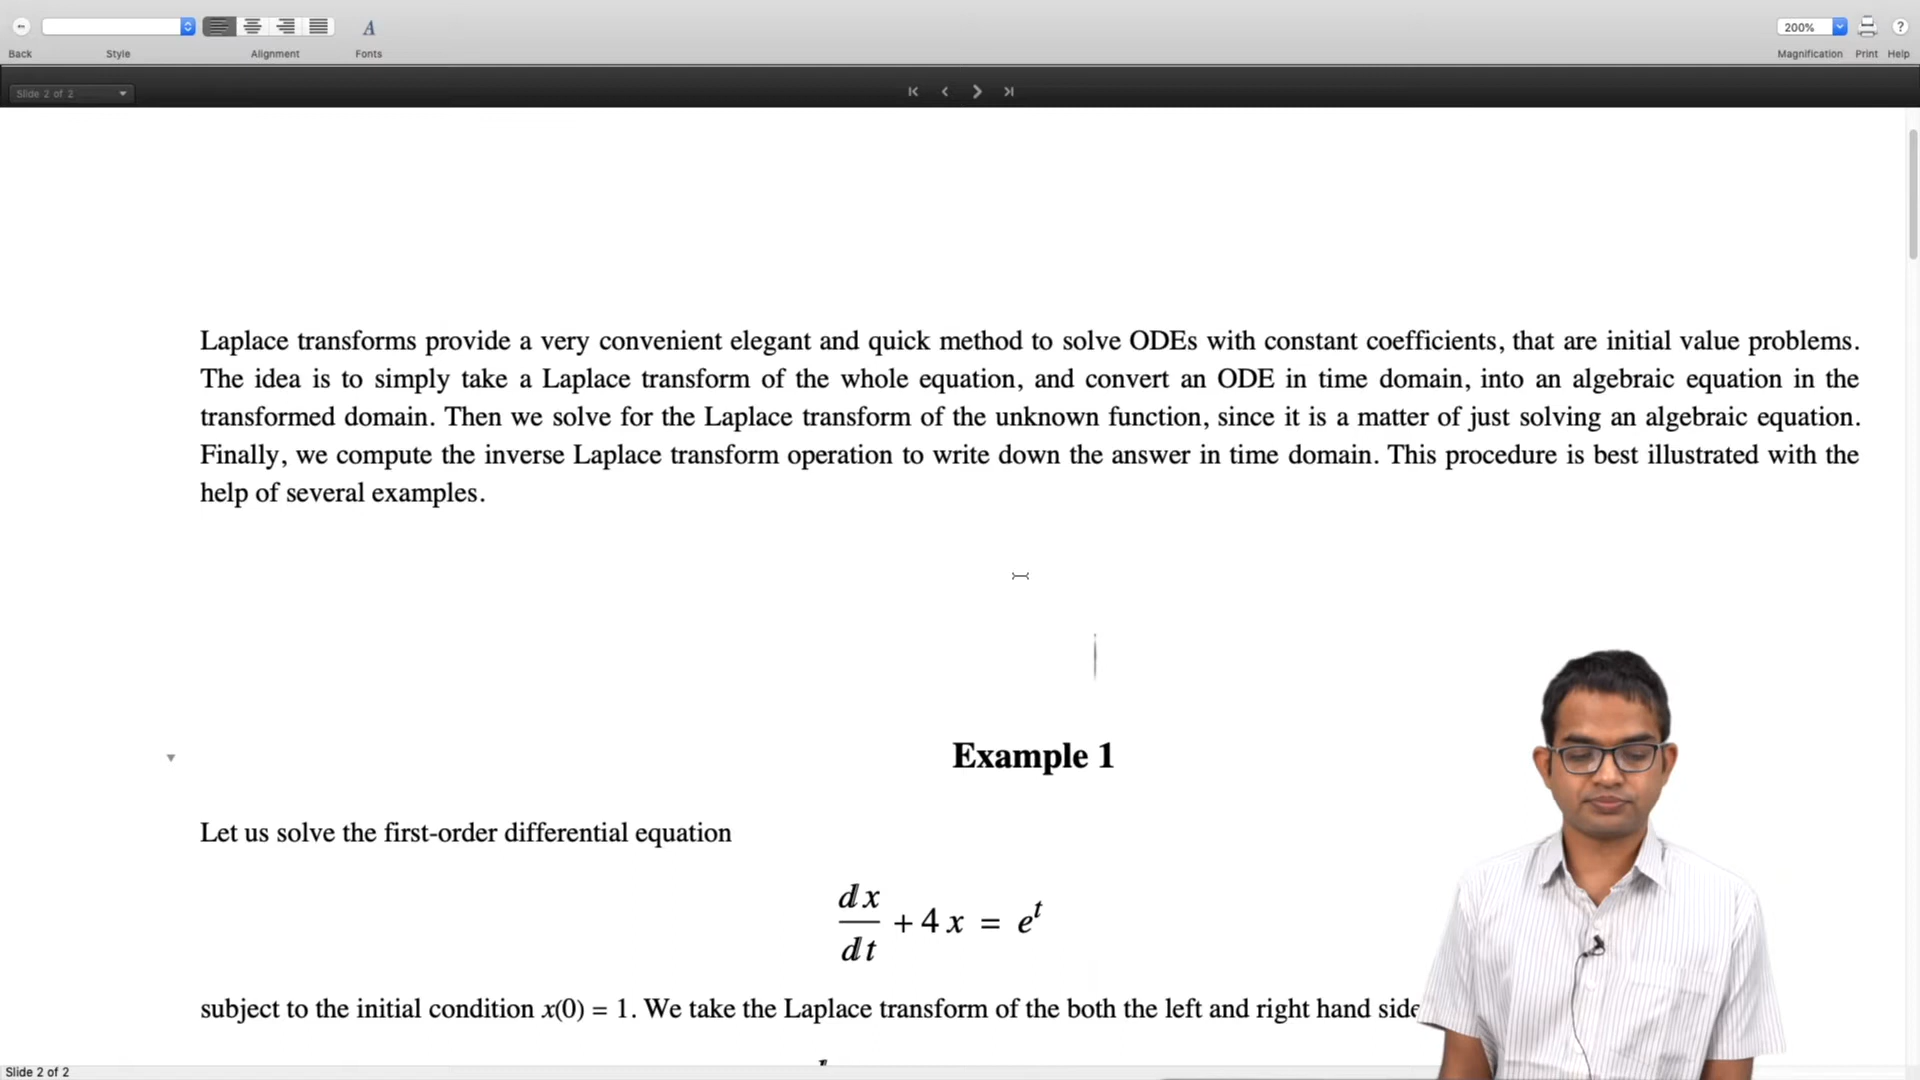 200%
Back Style Alignment Fonts Magnification Print Help
Slide 2 of 2
Laplace transforms provide a very convenient elegant and quick method to solve ODEs with constant coefficients, that are initial value problems.
The idea is to simply take a Laplace transform of the whole equation, and convert an ODE in time domain, into an algebraic equation in the
transformed domain. Then we solve for the Laplace transform of the unknown function, since it is a matter of just solving an algebraic equation.
Finally, we compute the inverse Laplace transform operation to write down the answer in time domain. This procedure is best illustrated with the
help of several examples.
Example 1
Let us solve the first-order differential equation
dx/dt + 4 x = e^t
subject to the initial condition x(0) = 1. We take the Laplace transform of the both the left and right hand side
Slide 2 of 2